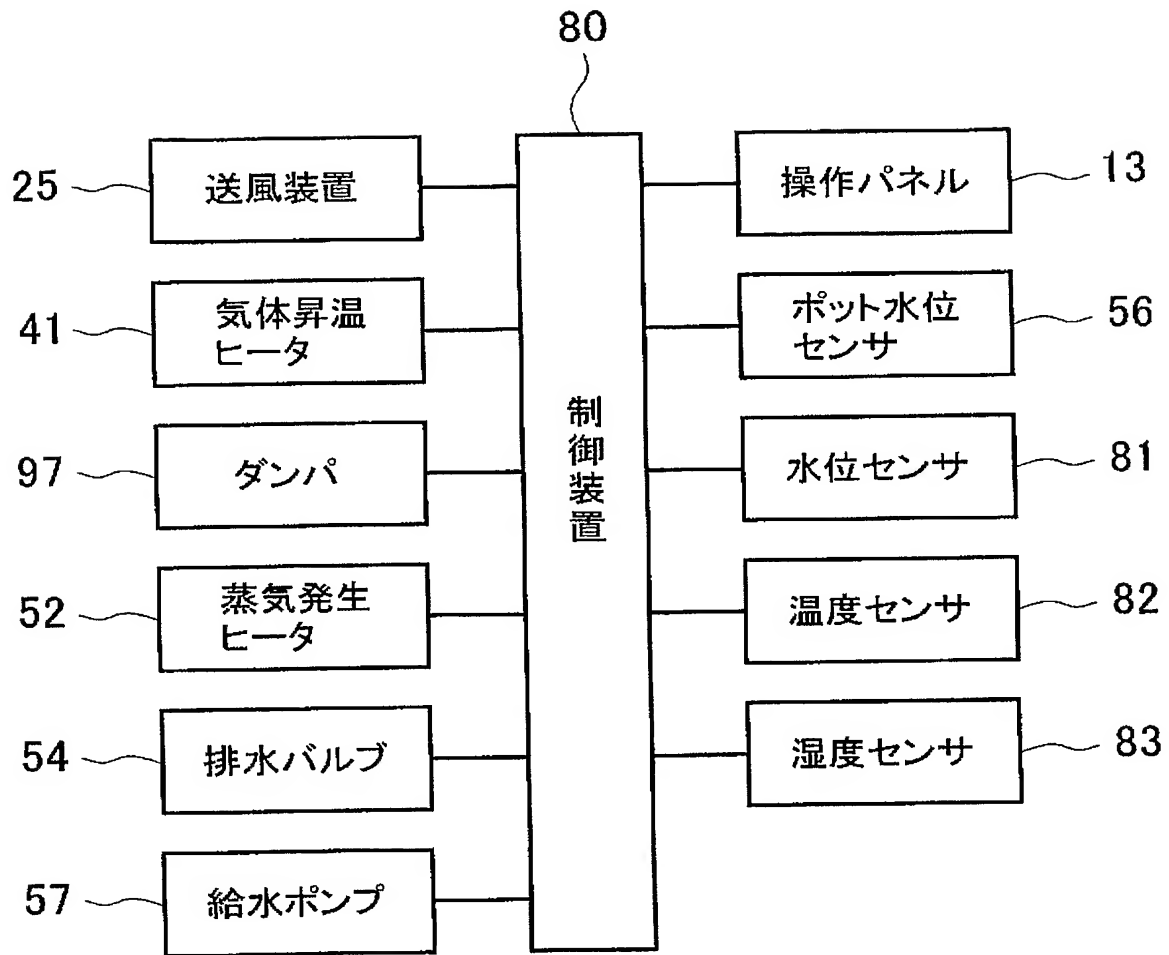 80
25
送風装置
41
気体昇温
ヒータ
97
ダンパ
52
蒸気発生
ヒータ
54
排水バルブ
57
給水ポンプ
制御装置
操作パネル
13
ポット水位
センサ
56
水位センサ
81
温度センサ
82
湿度センサ
83